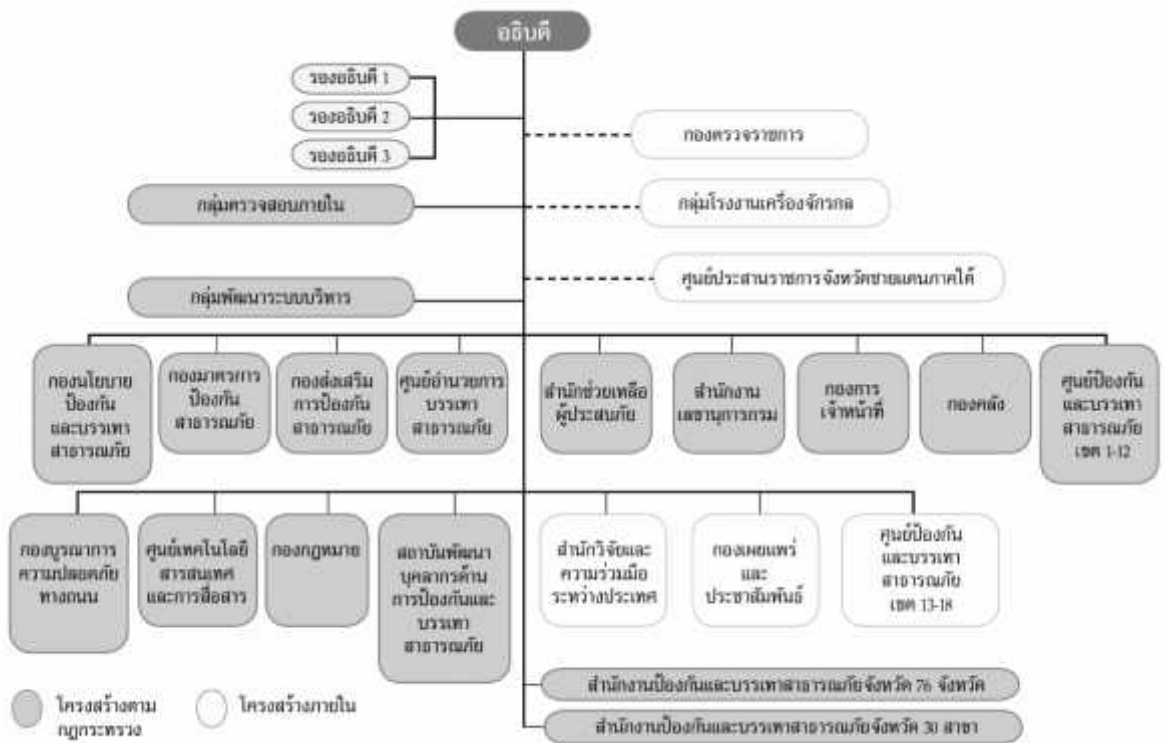 อธิบดี
รองอธิบดี 1
รองอธิบดี 2
รองอธิบดี 3
กองตรวจราชการ
กลุ่มตรวจสอบภายใน
กลุ่มโรงงานเครื่องจักรกล
ศูนย์ประสานราชการจังหวัดชายแดนภาคใต้
กลุ่มพัฒนาระบบบริหาร
กองนโยบาย
ป้องกัน
และบรรเทา
สาธารณภัย
กองมาตรการ
ป้องกัน
สาธารณภัย
กองส่งเสริม
การป้องกัน
สาธารณภัย
ศูนย์อำนวยการ
บรรเทา
สาธารณภัย
สำนักช่วยเหลือ
ผู้ประสบภัย
สำนักงาน
เลขานุการกรม
กองการ
เจ้าหน้าที่
กองคลัง
ศูนย์ป้องกัน
และบรรเทา
สาธารณภัย
เขต 1-12
กองบูรณาการ
ความปลอดภัย
ทางถนน
ศูนย์เทคโนโลยี
สารสนเทศ
และการสื่อสาร
กองกฎหมาย
สถาบันพัฒนา
บุคลากรด้าน
การป้องกันและ
บรรเทา
สาธารณภัย
สำนักวิจัยและ
ความร่วมมือ
ระหว่างประเทศ
กองเผยแพร่
และ
ประชาสัมพันธ์
ศูนย์ป้องกัน
และบรรเทา
สาธารณภัย
เขต 13-18
สำนักงานป้องกันและบรรเทาสาธารณภัยจังหวัด 76 จังหวัด
สำนักงานป้องกันและบรรเทาสาธารณภัยจังหวัด 30 สาขา
โครงสร้างตาม
กฎกระทรวง
โครงสร้างภายใน